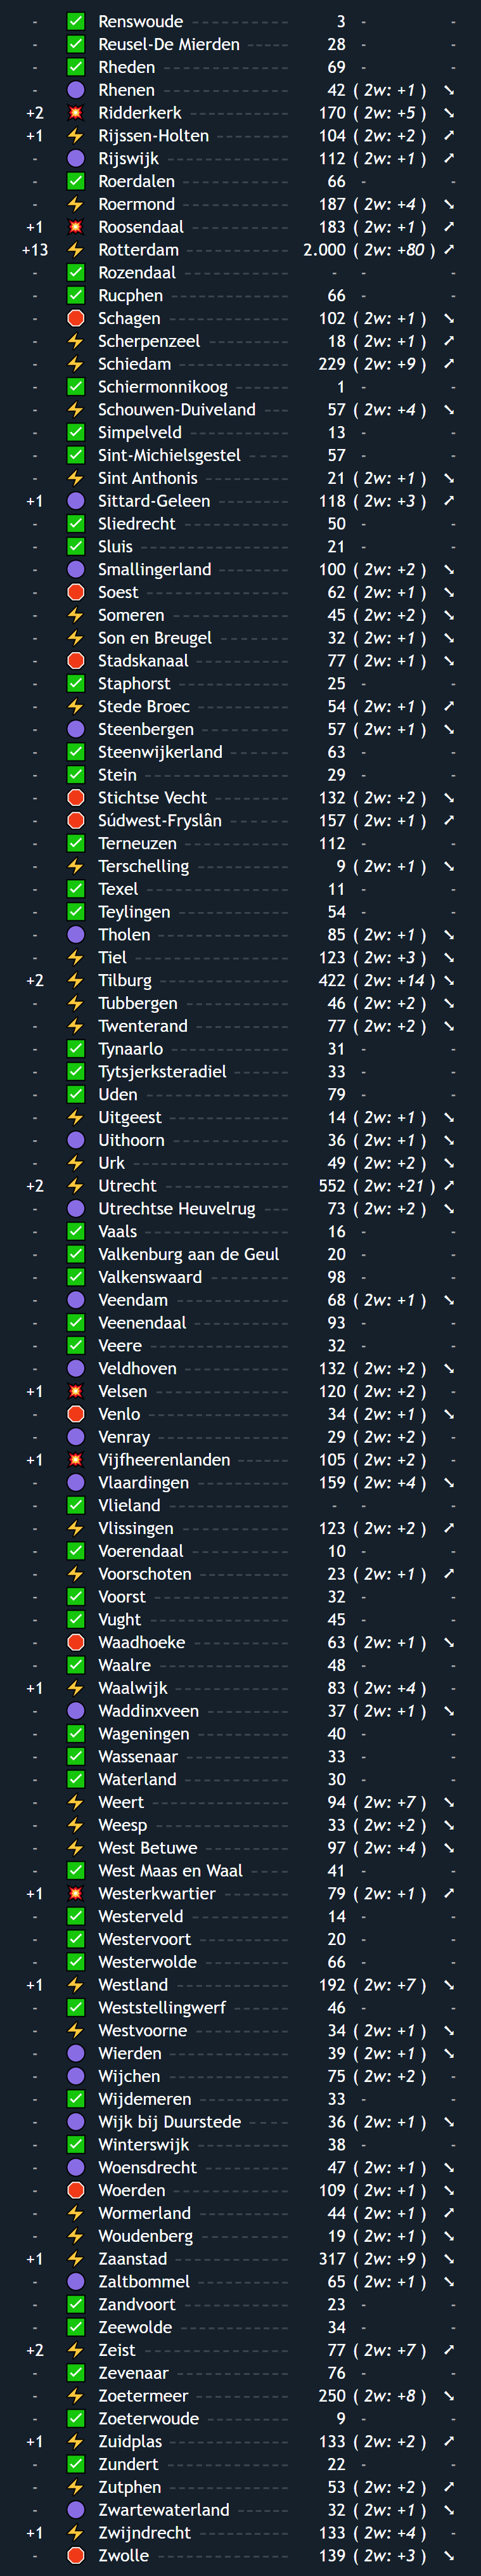 - ✅ Renswoude 3 - -
- ✅ Reusel-De Mierden 28 - -
- ✅ Rheden 69 - -
- 🟣 Rhenen 42 ( 2w: +1 ) ➘
+2 💥 Ridderkerk 170 ( 2w: +5 ) ➘
+1 ⚡ Rijssen-Holten 104 ( 2w: +2 ) ➚
- 🟣 Rijswijk 112 ( 2w: +1 ) ➚
- ✅ Roerdalen 66 - -
- ⚡ Roermond 187 ( 2w: +4 ) ➘
+1 💥 Roosendaal 183 ( 2w: +1 ) ➚
+13 ⚡ Rotterdam 2.000 ( 2w: +80 ) ➚
- ✅ Rozendaal - - -
- ✅ Rucphen 66 - -
- 🛑 Schagen 102 ( 2w: +1 ) ➘
- ⚡ Scherpenzeel 18 ( 2w: +1 ) ➚
- ⚡ Schiedam 229 ( 2w: +9 ) ➚
- ✅ Schiermonnikoog 1 - -
- ⚡ Schouwen-Duiveland 57 ( 2w: +4 ) ➘
- ✅ Simpelveld 13 - -
- ✅ Sint-Michielsgestel 57 - -
- ⚡ Sint Anthonis 21 ( 2w: +1 ) ➘
+1 🟣 Sittard-Geleen 118 ( 2w: +3 ) ➚
- ✅ Sliedrecht 50 - -
- ✅ Sluis 21 - -
- 🟣 Smallingerland 100 ( 2w: +2 ) ➘
- 🛑 Soest 62 ( 2w: +1 ) ➘
- ⚡ Someren 45 ( 2w: +2 ) ➘
- ⚡ Son en Breugel 32 ( 2w: +1 ) ➘
- 🛑 Stadskanaal 77 ( 2w: +1 ) ➘
- ✅ Staphorst 25 - -
- ⚡ Stede Broec 54 ( 2w: +1 ) ➚
- 🟣 Steenbergen 57 ( 2w: +1 ) ➘
- ✅ Steenwijkerland 63 - -
- ✅ Stein 29 - -
- 🛑 Stichtse Vecht 132 ( 2w: +2 ) ➘
- 🛑 Súdwest-Fryslân 157 ( 2w: +1 ) ➚
- ✅ Terneuzen 112 - -
- ⚡ Terschelling 9 ( 2w: +1 ) ➘
- ✅ Texel 11 - -
- ✅ Teylingen 54 - -
- 🟣 Tholen 85 ( 2w: +1 ) ➘
- ⚡ Tiel 123 ( 2w: +3 ) ➘
+2 ⚡ Tilburg 422 ( 2w: +14 ) ➘
- ⚡ Tubbergen 46 ( 2w: +2 ) ➘
- ⚡ Twenterand 77 ( 2w: +2 ) ➘
- ✅ Tynaarlo 31 - -
- ✅ Tytsjerksteradiel 33 - -
- ✅ Uden 79 - -
- ⚡ Uitgeest 14 ( 2w: +1 ) ➘
- 🟣 Uithoorn 36 ( 2w: +1 ) ➘
- ⚡ Urk 49 ( 2w: +2 ) ➘
+2 ⚡ Utrecht 552 ( 2w: +21 ) ➚
- 🟣 Utrechtse Heuvelrug 73 ( 2w: +2 ) ➘
- ✅ Vaals 16 - -
- ✅ Valkenburg aan de Geul 20 - -
- ✅ Valkenswaard 98 - -
- 🟣 Veendam 68 ( 2w: +1 ) ➘
- ✅ Veenendaal 93 - -
- ✅ Veere 32 - -
- 🟣 Veldhoven 132 ( 2w: +2 ) ➘
+1 💥 Velsen 120 ( 2w: +2 ) -
- 🛑 Venlo 34 ( 2w: +1 ) ➘
- 🟣 Venray 29 ( 2w: +2 ) -
+1 💥 Vijfheerenlanden 105 ( 2w: +2 ) -
- 🟣 Vlaardingen 159 ( 2w: +4 ) ➘
- ✅ Vlieland - - -
- ⚡ Vlissingen 123 ( 2w: +2 ) ➚
- ✅ Voerendaal 10 - -
- ⚡ Voorschoten 23 ( 2w: +1 ) ➚
- ✅ Voorst 32 - -
- ✅ Vught 45 - -
- 🛑 Waadhoeke 63 ( 2w: +1 ) ➘
- ✅ Waalre 48 - -
+1 ⚡ Waalwijk 83 ( 2w: +4 ) -
- 🟣 Waddinxveen 37 ( 2w: +1 ) ➘
- ✅ Wageningen 40 - -
- ✅ Wassenaar 33 - -
- ✅ Waterland 30 - -
- ⚡ Weert 94 ( 2w: +7 ) ➘
- ⚡ Weesp 33 ( 2w: +2 ) ➘
- ⚡ West Betuwe 97 ( 2w: +4 ) ➘
- ✅ West Maas en Waal 41 - -
+1 💥 Westerkwartier 79 ( 2w: +1 ) ➚
- ✅ Westerveld 14 - -
- ✅ Westervoort 20 - -
- ✅ Westerwolde 66 - -
+1 ⚡ Westland 192 ( 2w: +7 ) ➘
- ✅ Weststellingwerf 46 - -
- ⚡ Westvoorne 34 ( 2w: +1 ) ➘
- 🟣 Wierden 39 ( 2w: +1 ) ➘
- 🟣 Wijchen 75 ( 2w: +2 ) -
- ✅ Wijdemeren 33 - -
- 🟣 Wijk bij Duurstede 36 ( 2w: +1 ) ➘
- ✅ Winterswijk 38 - -
- 🟣 Woensdrecht 47 ( 2w: +1 ) ➘
- 🛑 Woerden 109 ( 2w: +1 ) ➘
- ⚡ Wormerland 44 ( 2w: +1 ) ➚
- ⚡ Woudenberg 19 ( 2w: +1 ) ➘
+1 ⚡ Zaanstad 317 ( 2w: +9 ) ➘
- 🟣 Zaltbommel 65 ( 2w: +1 ) ➘
- ✅ Zandvoort 23 - -
- ✅ Zeewolde 34 - -
+2 ⚡ Zeist 77 ( 2w: +7 ) ➚
- ✅ Zevenaar 76 - -
- ⚡ Zoetermeer 250 ( 2w: +8 ) ➘
- ✅ Zoeterwoude 9 - -
+1 ⚡ Zuidplas 133 ( 2w: +2 ) ➚
- ✅ Zundert 22 - -
- ⚡ Zutphen 53 ( 2w: +2 ) ➚
- 🟣 Zwartewaterland 32 ( 2w: +1 ) ➘
+1 ⚡ Zwijndrecht 133 ( 2w: +4 ) -
- 🛑 Zwolle 139 ( 2w: +3 ) ➘